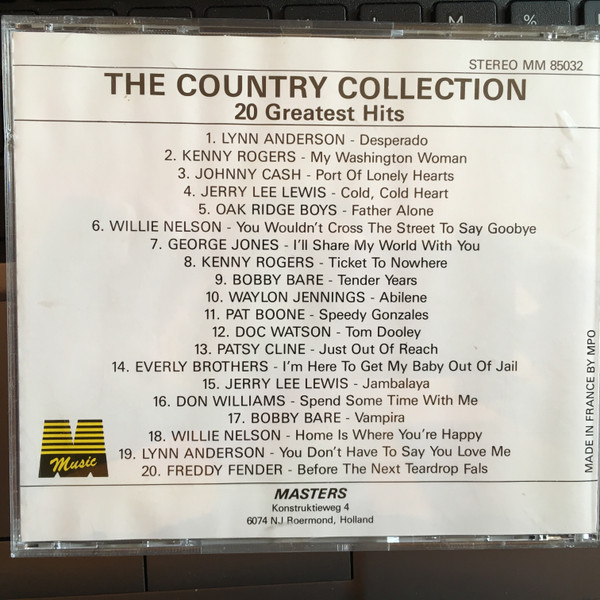 M
%
STEREO MM 85032
THE COUNTRY COLLECTION
20 Greatest Hits
1. LYNN ANDERSON - Desperado
2. KENNY ROGERS - My Washington Woman
3. JOHNNY CASH - Port Of Lonely Hearts
4. JERRY LEE LEWIS - Cold, Cold Heart
5. OAK RIDGE BOYS - Father Alone
6. WILLIE NELSON - You Wouldn't Cross The Street To Say Goobye
7. GEORGE JONES - I'll Share My World With You
8. KENNY ROGERS - Ticket To Nowhere
9. BOBBY BARE - Tender Years
10. WAYLON JENNINGS - Abilene
11. PAT BOONE - Speedy Gonzales
12. DOC WATSON - Tom Dooley
13. PATSY CLINE - Just Out Of Reach
14. EVERLY BROTHERS - I'm Here To Get My Baby Out Of Jail
15. JERRY LEE LEWIS - Jambalaya
16. DON WILLIAMS - Spend Some Time With Me
17. BOBBY BARE - Vampira
18. WILLIE NELSON - Home Is Where You're Happy
19. LYNN ANDERSON - You Don't Have To Say You Love Me
20. FREDDY FENDER - Before The Next Teardrop Fals
Music
MADE IN FRANCE BY MPO
MASTERS
Konstruktieweg 4
6074 NJ Roermond, Holland